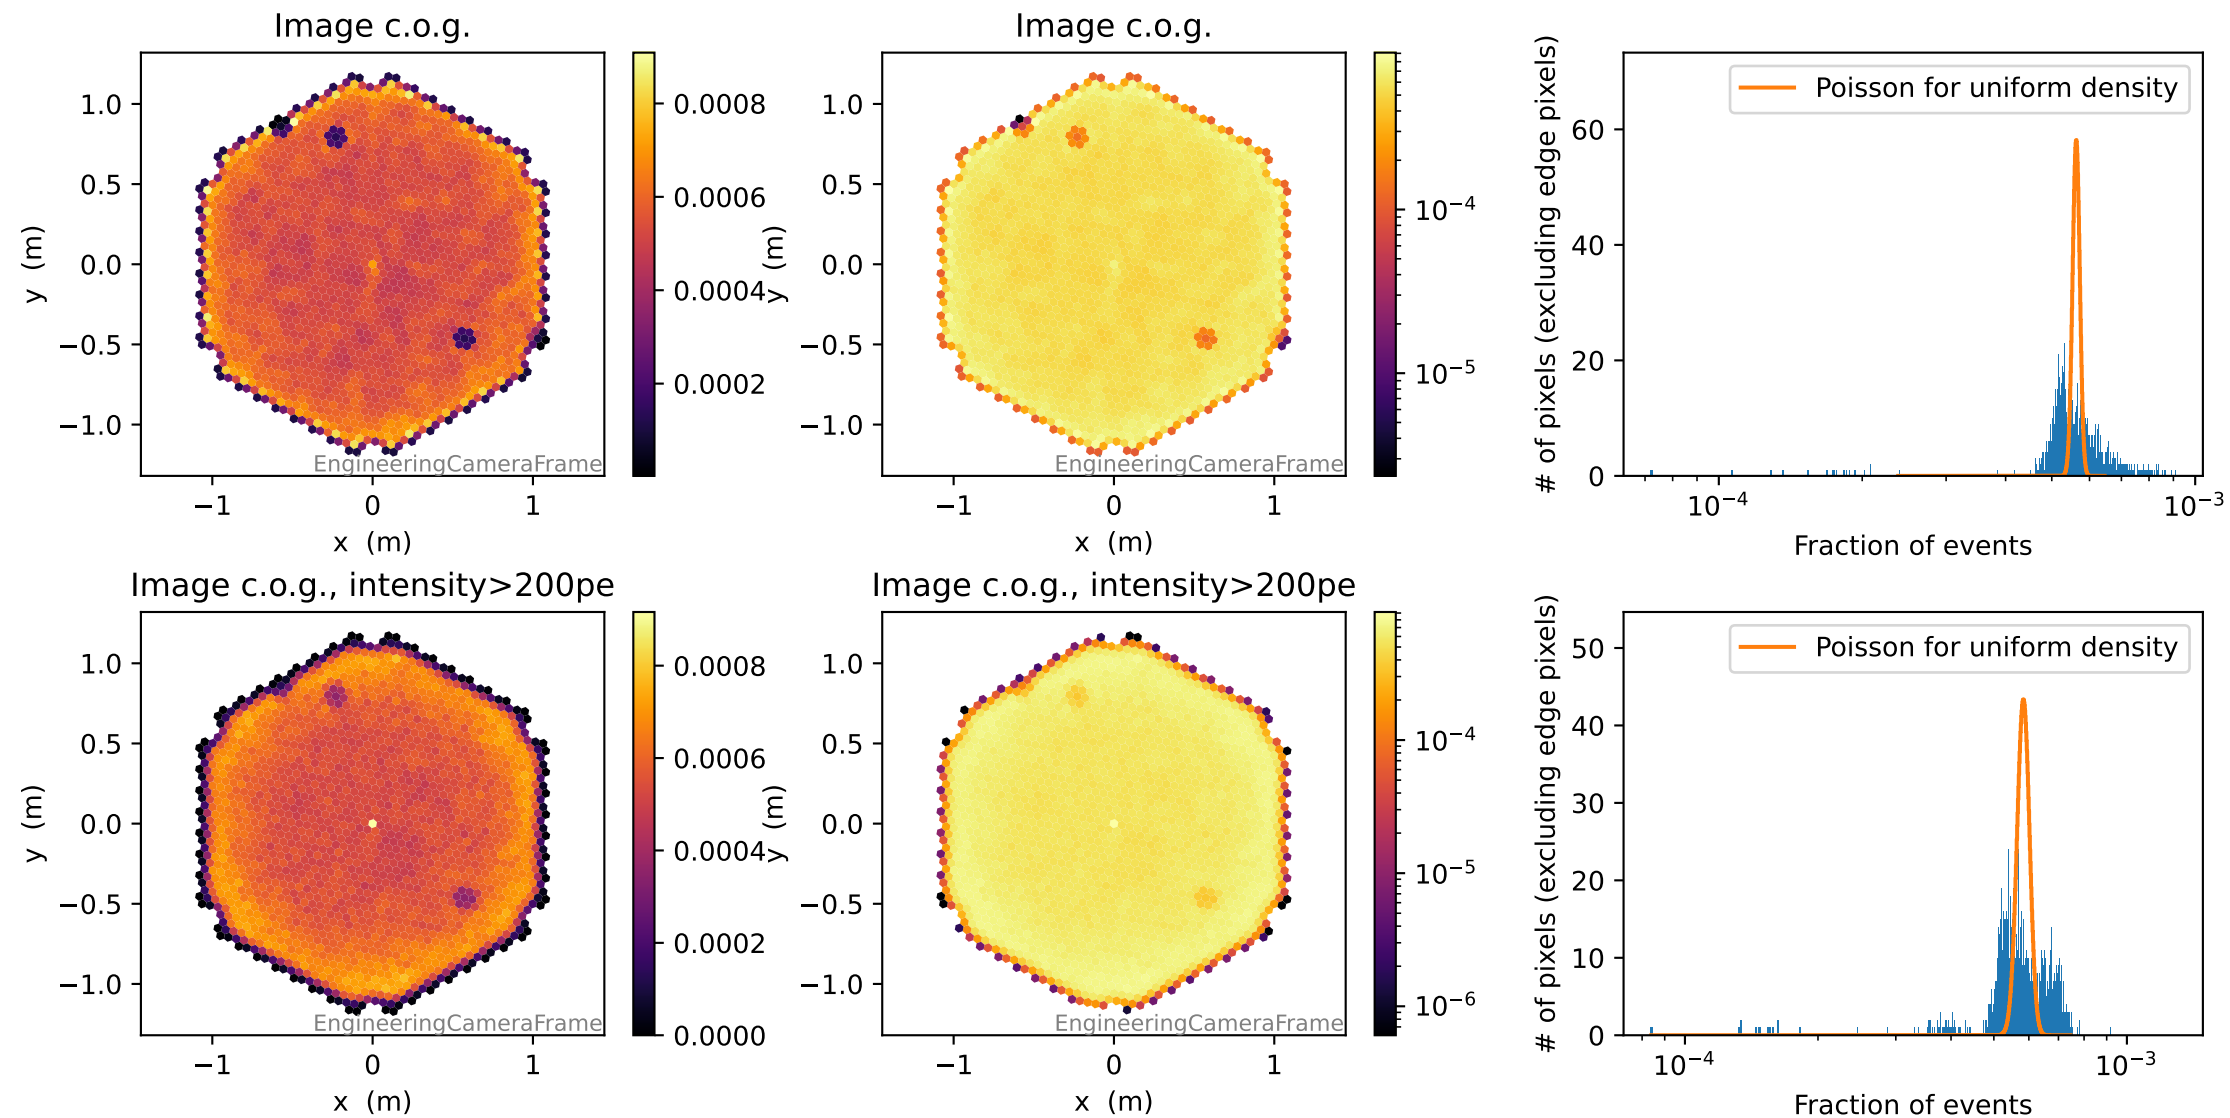 Image c.o.g.
Image c.o.g.
1.0
0.5
0.0
−0.5
−1.0
y (m)
−1
0
1
x (m)
EngineeringCameraFrame
0.0008
0.0006
0.0004
0.0002
1.0
0.5
0.0
−0.5
−1.0
y (m)
−1
0
1
x (m)
EngineeringCameraFrame
10⁻⁴
10⁻⁵
# of pixels (excluding edge pixels)
60
40
20
0
Poisson for uniform density
10⁻⁴
10⁻³
Fraction of events
Image c.o.g., intensity>200pe
Image c.o.g., intensity>200pe
1.0
0.5
0.0
−0.5
−1.0
y (m)
−1
0
1
x (m)
EngineeringCameraFrame
0.0008
0.0006
0.0004
0.0002
0.0000
1.0
0.5
0.0
−0.5
−1.0
y (m)
−1
0
1
x (m)
EngineeringCameraFrame
10⁻⁴
10⁻⁵
10⁻⁶
# of pixels (excluding edge pixels)
50
40
30
20
10
0
Poisson for uniform density
10⁻⁴
10⁻³
Fraction of events